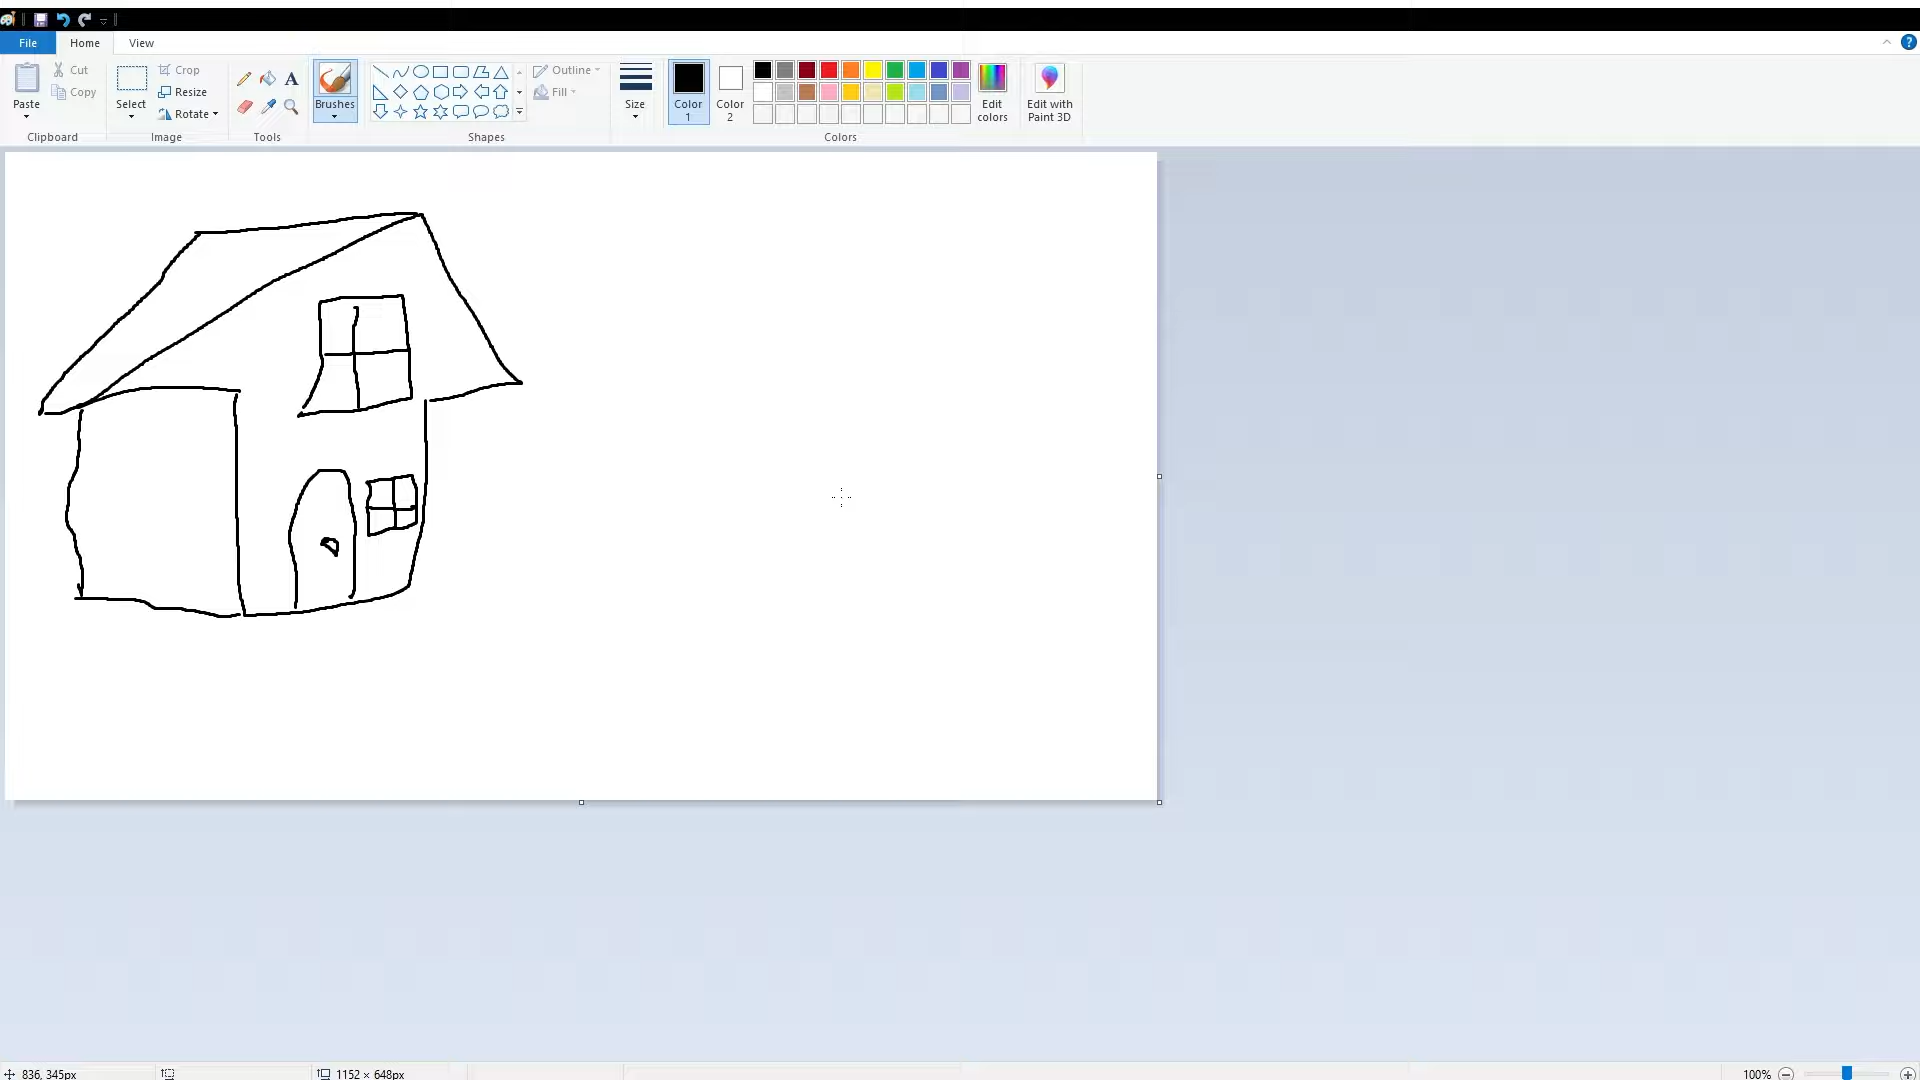 File Home View
Paste Cut Copy Clipboard
Select Crop Resize Rotate Image
A
Tools
Brushes
Outline Fill Shapes
Size
Color 1
Color 2
Edit colors
Colors
Edit with Paint 3D
?
836, 345px 1152 × 648px 100%